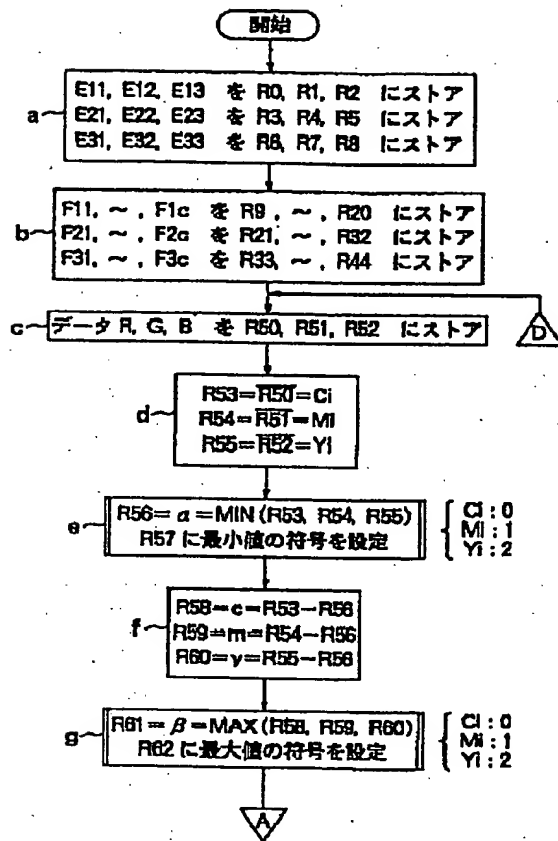 開始
a
E11, E12, E13 を R0, R1, R2 にストア
E21, E22, E23 を R3, R4, R5 にストア
E31, E32, E33 を R6, R7, R8 にストア
b
F11, ～, F1c を R9, ～, R20 にストア
F21, ～, F2c を R21, ～, R32 にストア
F31, ～, F3c を R33, ～, R44 にストア
D
c
データ R, G, B を R50, R51, R52 にストア
d
R53=R̅5̅0̅=Ci
R54=R̅5̅1̅=Mi
R55=R̅5̅2̅=Yi
e
R56=α=MIN(R53, R54, R55)
R57 に最小値の符号を設定
Ci:0
Mi:1
Yi:2
f
R58=c=R53-R56
R59=m=R54-R56
R60=y=R55-R56
g
R61=β=MAX(R58, R59, R60)
R62 に最大値の符号を設定
Ci:0
Mi:1
Yi:2
A